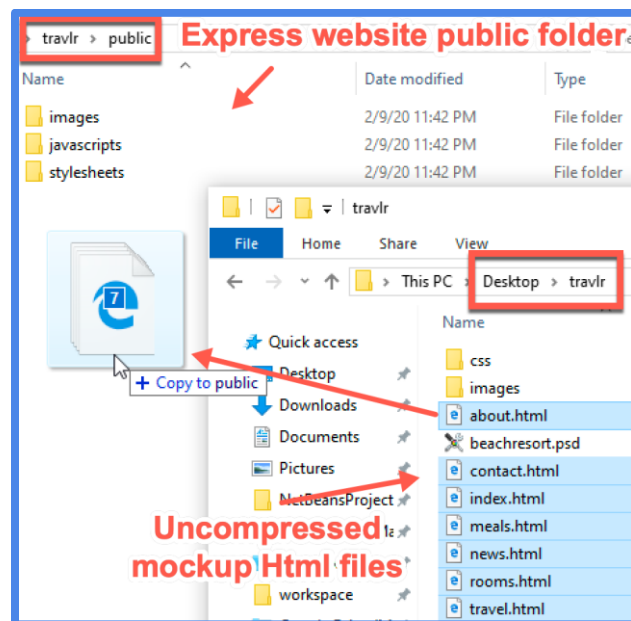 travlr > public
Express website public folder
Name Date modified Type
images 2/9/20 11:42 PM File folder
javascripts 2/9/20 11:42 PM File folder
stylesheets 2/9/20 11:42 PM File folder
travlr
File Home Share View
This PC > Desktop > travlr
7
+ Copy to public
Quick access
Desktop
Downloads
Documents
Pictures
NetBeansProject
workspace
Name
css
images
about.html
beachresort.psd
contact.html
index.html
meals.html
news.html
rooms.html
travel.html
Uncompressed
mockup Html files